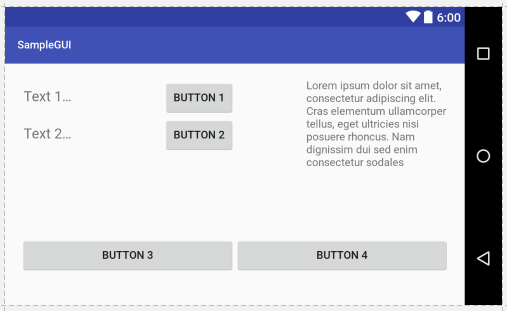 6:00
SampleGUI
Text 1...
BUTTON 1
Text 2...
BUTTON 2
Lorem ipsum dolor sit amet,
consectetur adipiscing elit.
Cras elementum ullamcorper
tellus, eget ultricies nisi
posuere rhoncus. Nam
dignissim dui sed enim
consectetur sodales
BUTTON 3
BUTTON 4